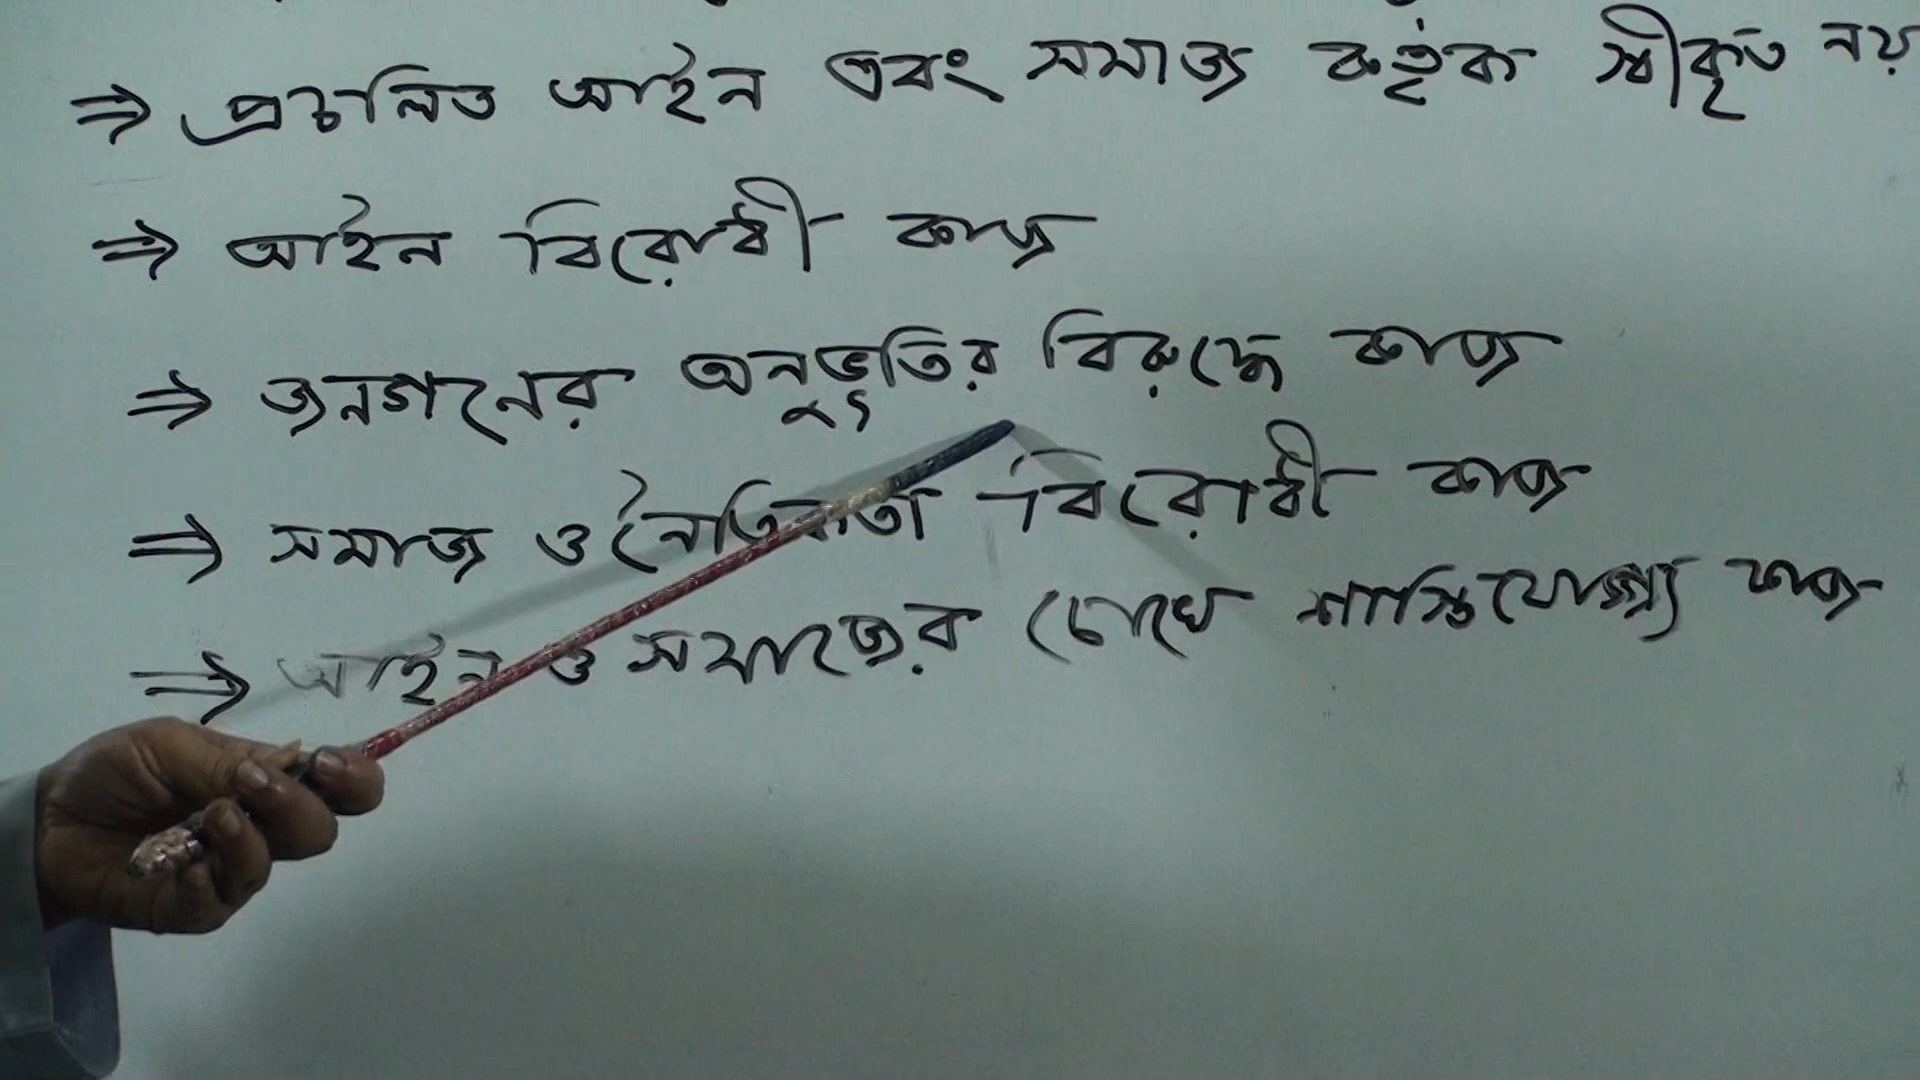 ⇒ প্রচলিত আইন এবং সমাজ কর্তৃক স্বীকৃত নয়
⇒ আইন বিরোধী কাজ
⇒ জনগনের অনুভূতির বিরুদ্ধে কাজ
⇒ সমাজ ও নৈতিকতা বিরোধী কাজ
⇒ আইন ও সমাজের চোখে শাস্তিযোগ্য কাজ